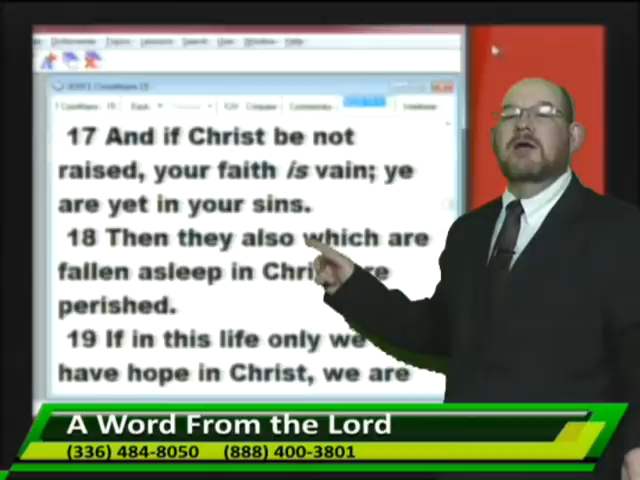 17 And if Christ be not
raised, your faith is vain; ye
are yet in your sins.
18 Then they also which are
fallen asleep in
perished.
19 If in this life only we
have hope in Christ, we are
A Word From the Lord
(336) 484-8050 (888) 400-3801